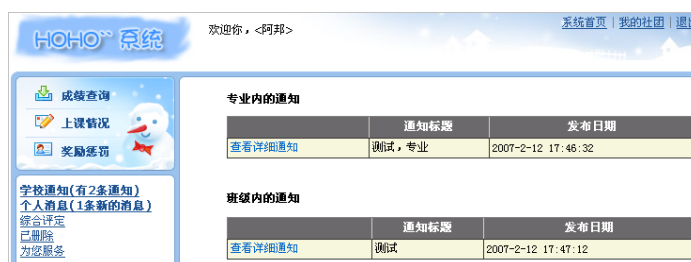 HOHO 系统
欢迎你，<阿邦>
系统首页 | 我的社团 |
成绩查询
上课情况
奖励惩罚
学校通知(有2条通知)
个人消息(1条新的消息)
综合评定
已删除
为您服务
专业内的通知
通知标题 发布日期
查看详细通知 测试，专业 2007-2-12 17:46:32
班级内的通知
通知标题 发布日期
查看详细通知 测试 2007-2-12 17:47:12